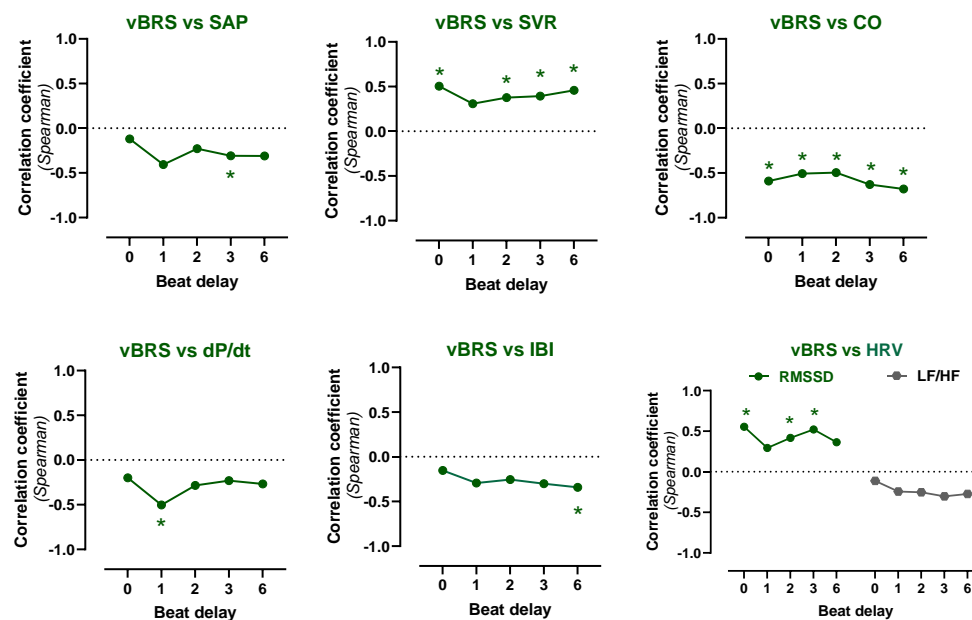 vBRS vs SAP
Correlation coefficient
(Spearman)
1.0
0.5
0.0
-0.5
-1.0
*
0 1 2 3 6
Beat delay
vBRS vs SVR
Correlation coefficient
(Spearman)
1.0
0.5
0.0
-0.5
-1.0
* * * *
0 1 2 3 6
Beat delay
vBRS vs CO
Correlation coefficient
(Spearman)
1.0
0.5
0.0
-0.5
-1.0
* * * * *
0 1 2 3 6
Beat delay
vBRS vs dP/dt
Correlation coefficient
(Spearman)
1.0
0.5
0.0
-0.5
-1.0
*
0 1 2 3 6
Beat delay
vBRS vs IBI
Correlation coefficient
(Spearman)
1.0
0.5
0.0
-0.5
-1.0
*
0 1 2 3 6
Beat delay
vBRS vs HRV
RMSSD LF/HF
Correlation coefficient
(Spearman)
1.0
0.5
0.0
-0.5
-1.0
* * *
0 1 2 3 6 0 1 2 3 6
Beat delay